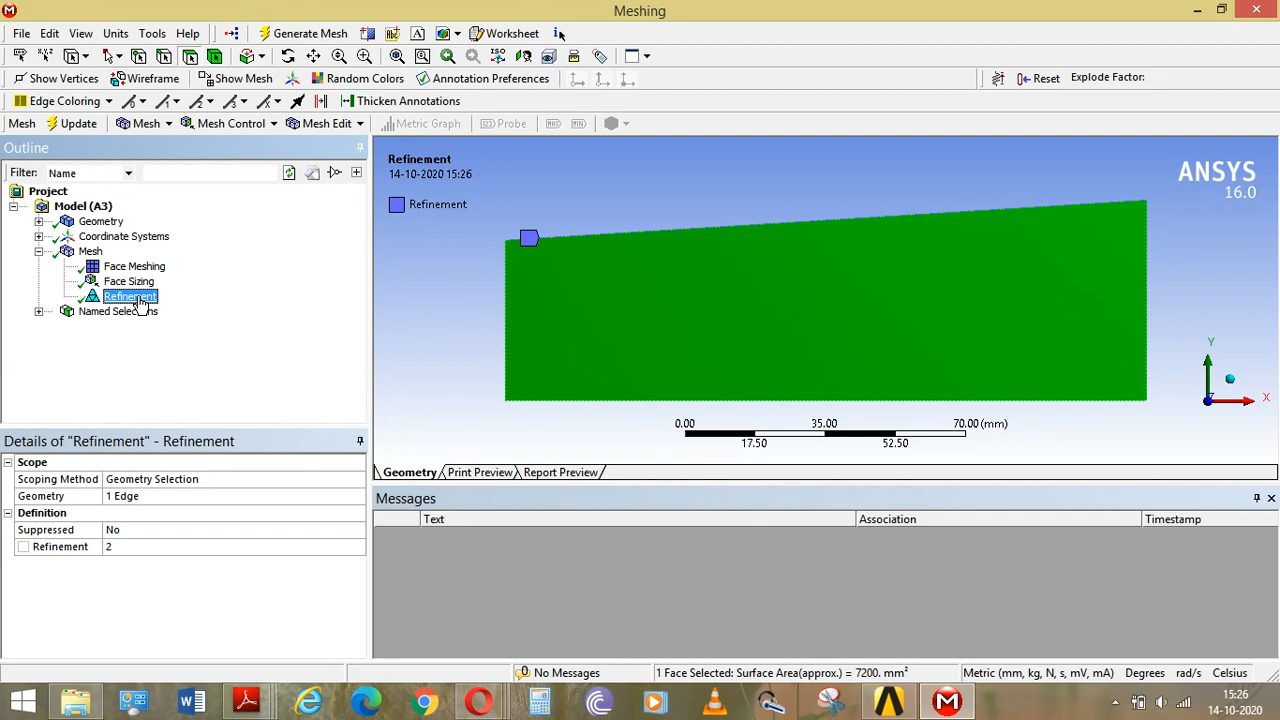 Meshing
File Edit View Units Tools Help Generate Mesh A Worksheet i
Show Vertices Wireframe Show Mesh Random Colors Annotation Preferences Reset Explode Factor:
Edge Coloring Thicken Annotations
Mesh Update Mesh Mesh Control Mesh Edit Metric Graph Probe MAX MIN
Outline
Filter: Name
Project
Model (A3)
Geometry
Coordinate Systems
Mesh
Face Meshing
Face Sizing
Refinement
Named Selections
Details of "Refinement" - Refinement
Scope
Scoping Method Geometry Selection
Geometry 1 Edge
Definition
Suppressed No
Refinement 2
Refinement
14-10-2020 15:26
Refinement
ANSYS
16.0
Y
X
0.00 35.00 70.00 (mm)
17.50 52.50
Geometry Print Preview Report Preview
Messages
Text Association Timestamp
No Messages 1 Face Selected: Surface Area(approx.) = 7200. mm² Metric (mm, kg, N, s, mV, mA) Degrees rad/s Celsius
15:26
14-10-2020